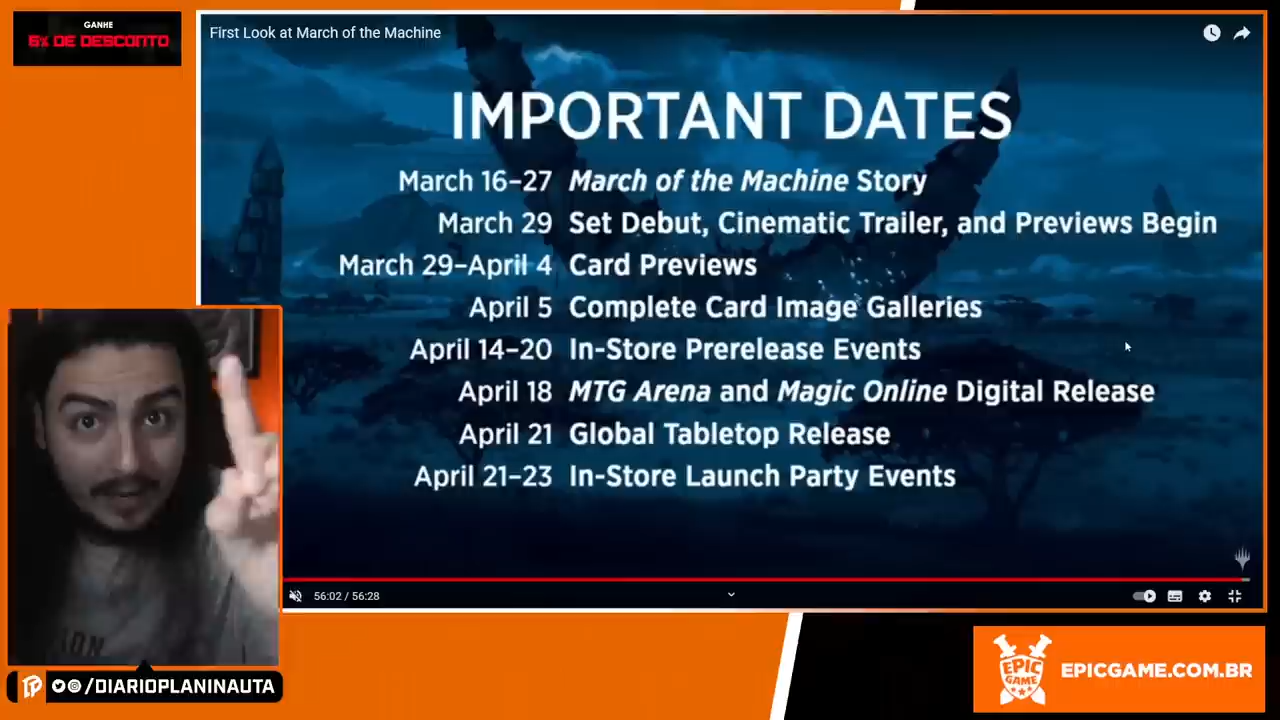 GANHE
6% DE DESCONTO
First Look at March of the Machine
IMPORTANT DATES
March 16–27 March of the Machine Story
March 29 Set Debut, Cinematic Trailer, and Previews Begin
March 29–April 4 Card Previews
April 5 Complete Card Image Galleries
April 14–20 In-Store Prerelease Events
April 18 MTG Arena and Magic Online Digital Release
April 21 Global Tabletop Release
April 21–23 In-Store Launch Party Events
56:02 / 56:28
/DIARIOPLANINAUTA
EPIC
GAME
EPICGAME.COM.BR